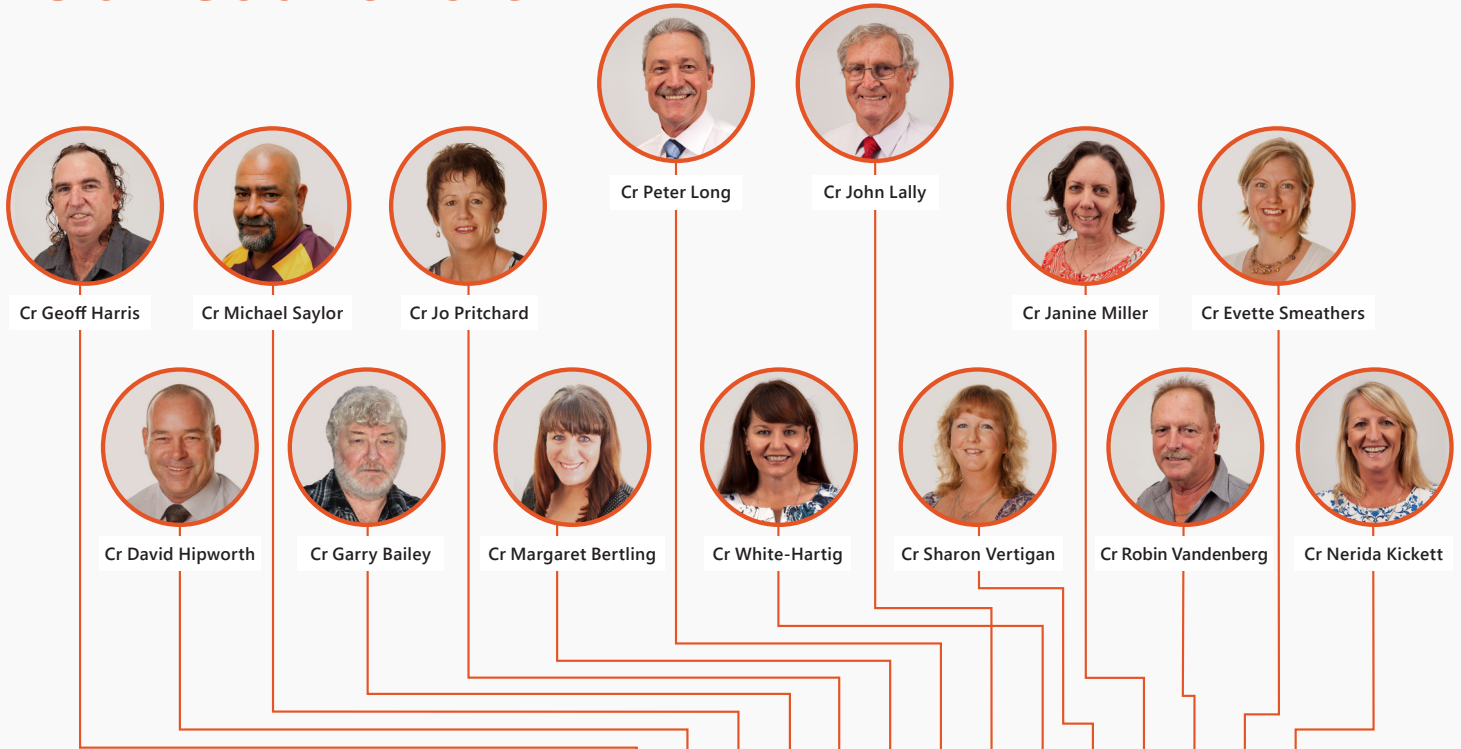 Cr Peter Long
Cr John Lally
Cr Geoff Harris
Cr Michael Saylor
Cr Jo Pritchard
Cr Janine Miller
Cr Evette Smeathers
Cr David Hipworth
Cr Garry Bailey
Cr Margaret Bertling
Cr White-Hartig
Cr Sharon Vertigan
Cr Robin Vandenberg
Cr Nerida Kickett